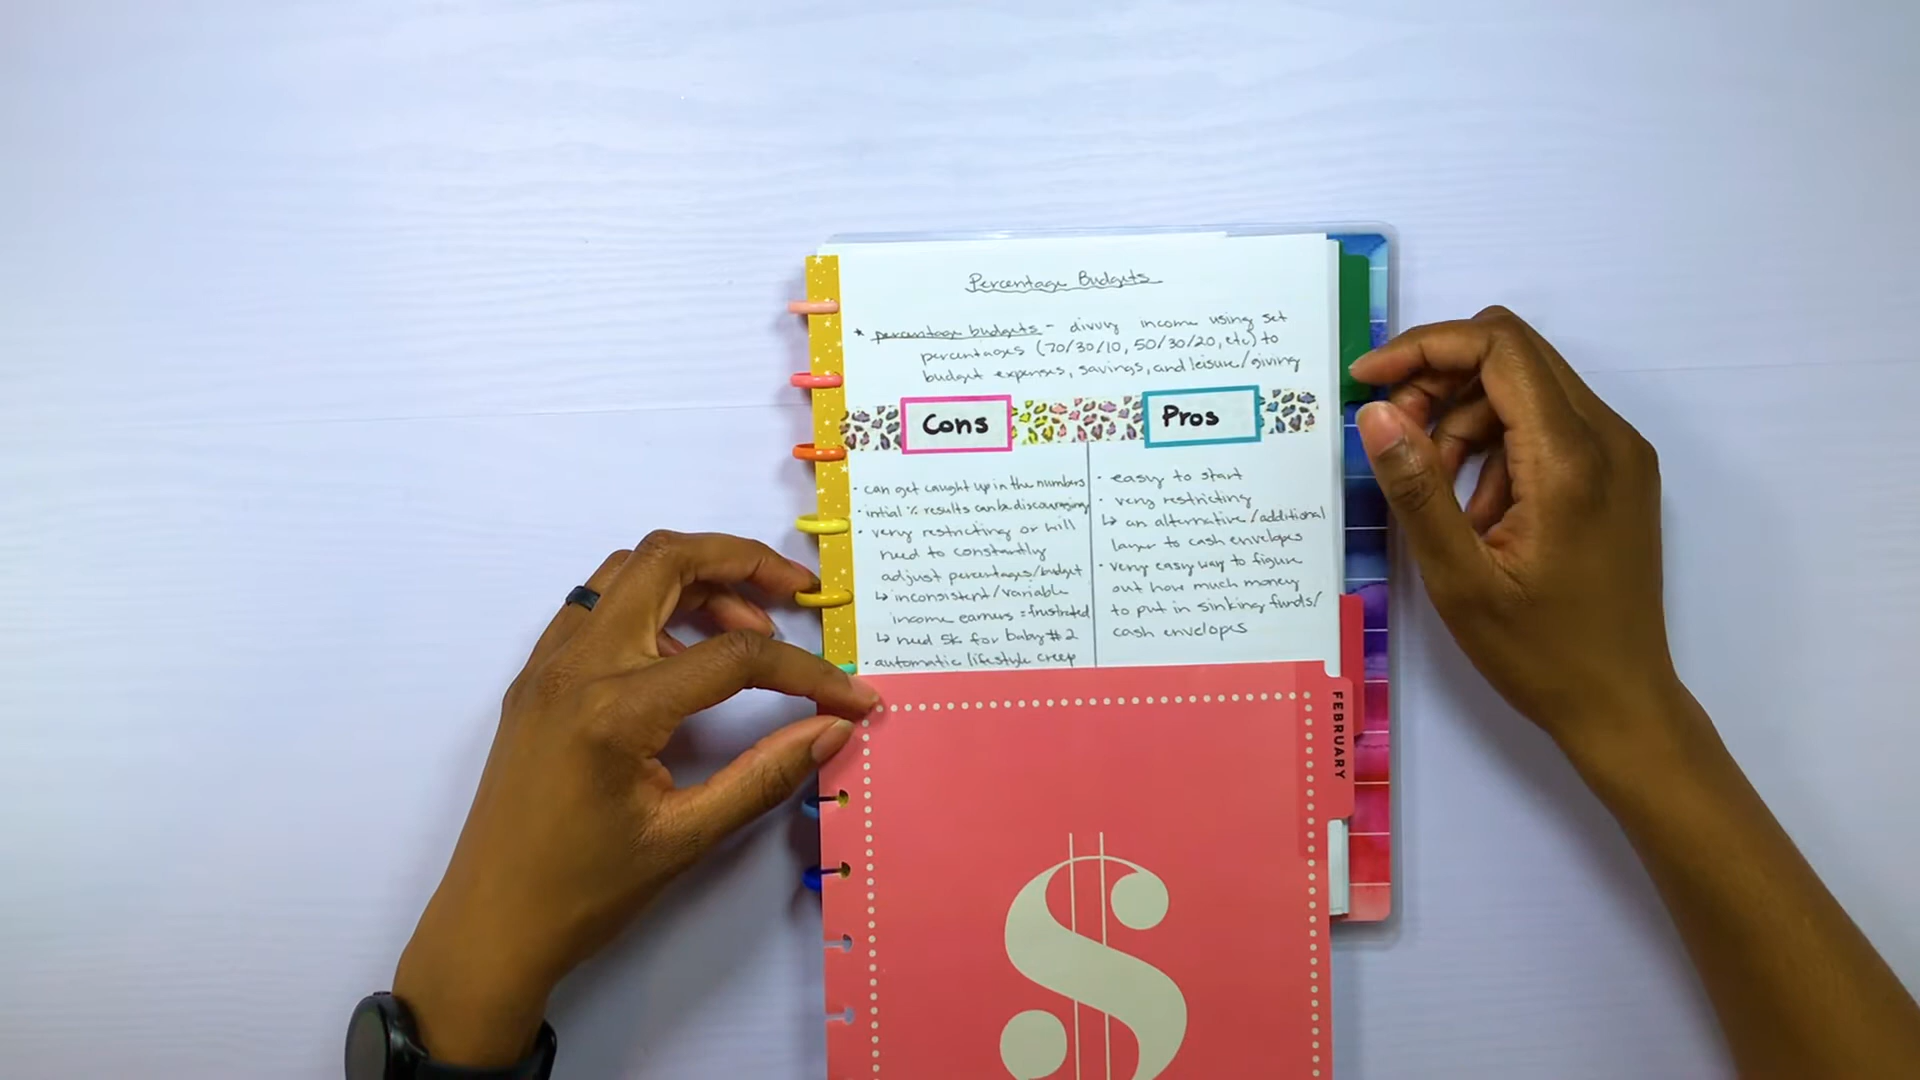 Percentage Budgets
* percentage budgets - divvy income using set
percentages (70/30/10, 50/30/20, etc) to
budget expenses, savings, and leisure/giving
Cons
Pros
· can get caught up in the numbers
· intial % results can be discouraging
· very restricting or will
need to constantly
adjust percentages/budget
↳ inconsistent/variable
income earners = frustrated
↳ need 5k for baby #2
· automatic lifestyle creep
· easy to start
· very restricting
↳ an alternative/additional
layer to cash envelopes
· very easy way to figure
out how much money
to put in sinking funds/
cash envelopes
FEBRUARY
$